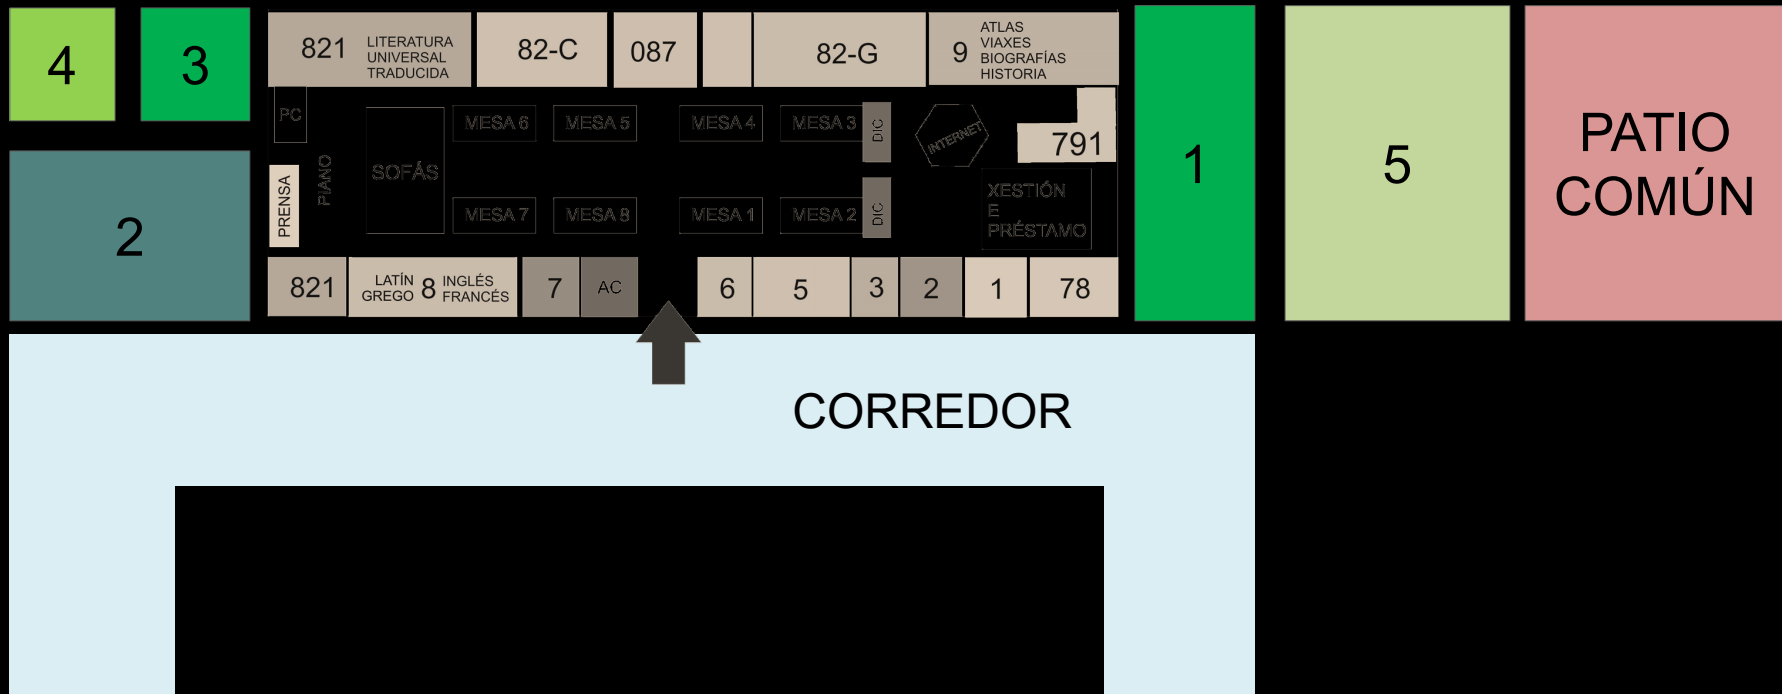 4
3
821
LITERATURA
UNIVERSAL
TRADUCIDA
82-C
087
82-G
9
ATLAS
VIAXES
BIOGRAFÍAS
HISTORIA
PC
MESA 6
MESA 5
MESA 4
MESA 3
DIC
INTERNET
791
SOFÁS
PIANO
PRENSA
MESA 7
MESA 8
MESA 1
MESA 2
DIC
XESTIÓN
E
PRÉSTAMO
2
821
LATÍN
GREGO
8
INGLÉS
FRANCÉS
7
AC
6
5
3
2
1
78
1
5
PATIO
COMÚN
CORREDOR